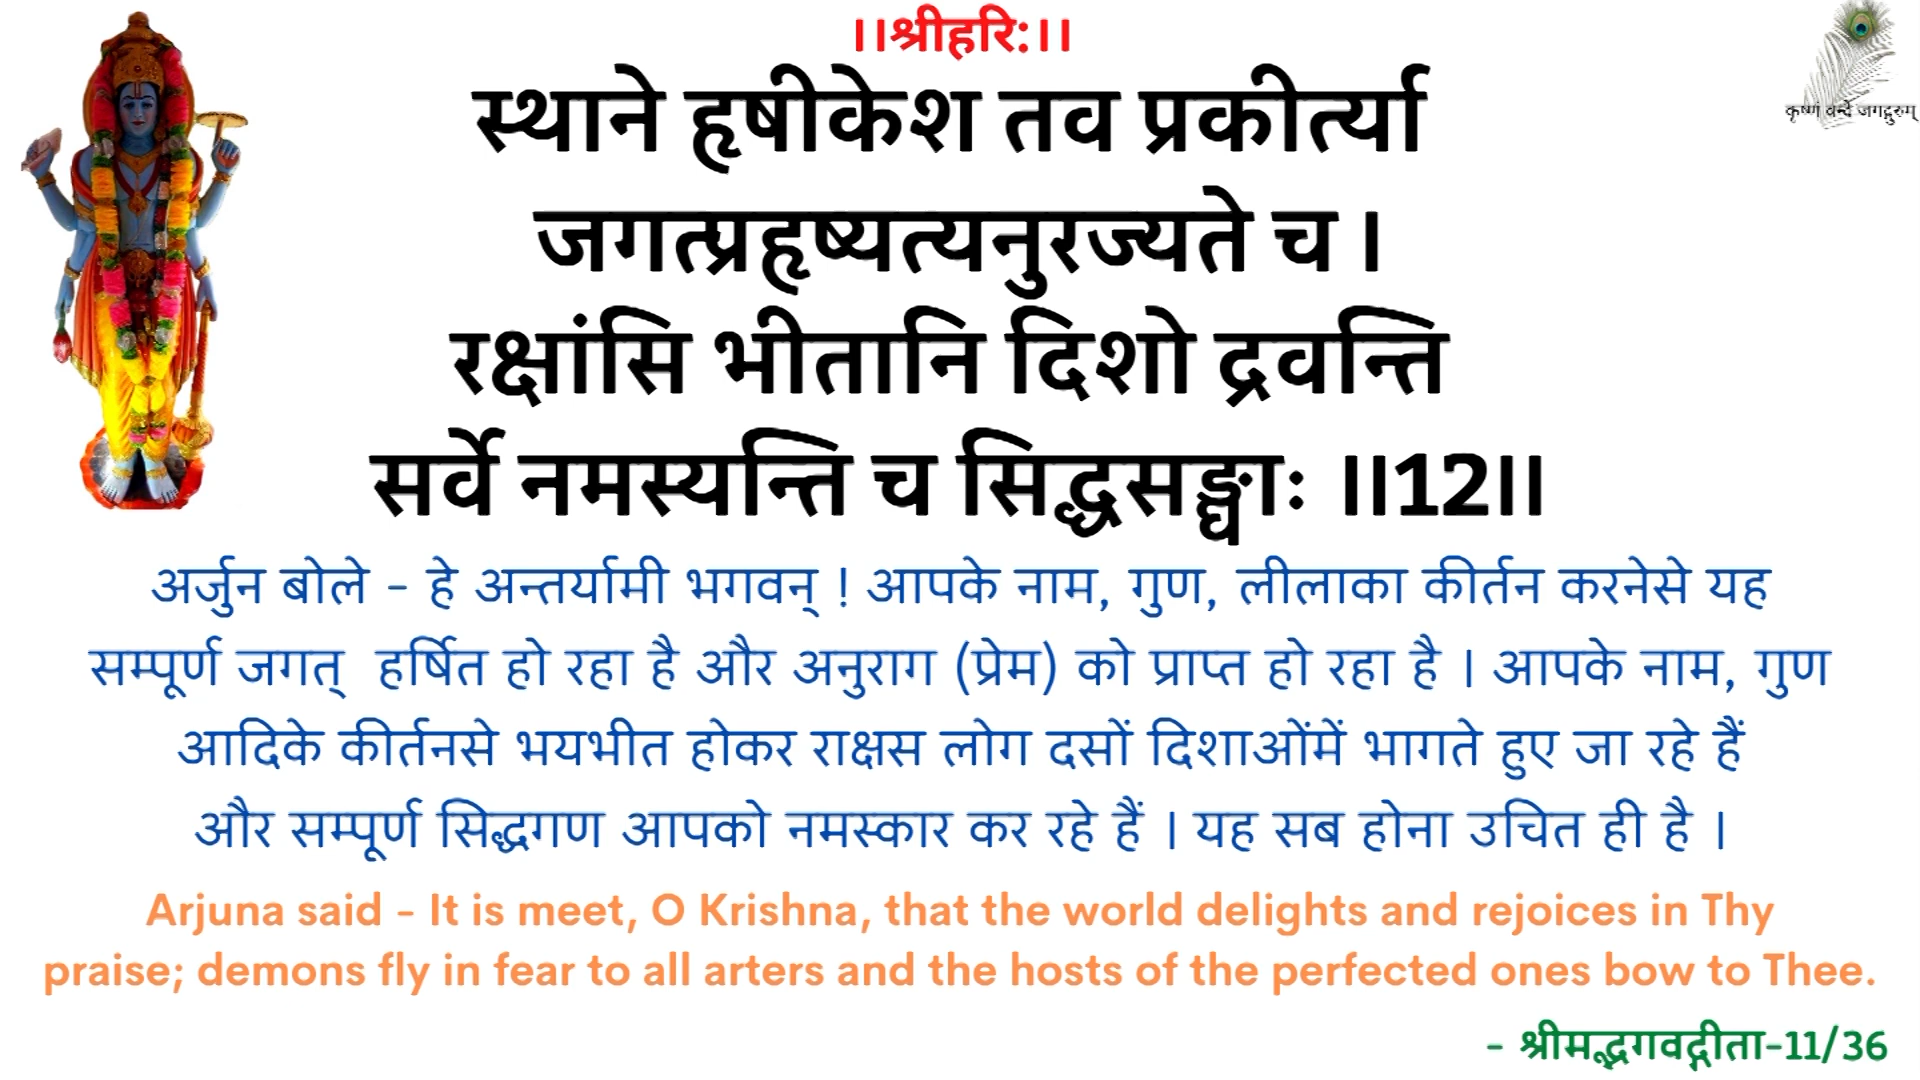 ।।श्रीहरि:।।
कृष्णं वन्दे जगद्गुरुम्
स्थाने हृषीकेश तव प्रकीर्त्या
जगत्प्रहृष्यत्यनुरज्यते च ।
रक्षांसि भीतानि दिशो द्रवन्ति
सर्वे नमस्यन्ति च सिद्धसङ्घाः ।।12।।
अर्जुन बोले - हे अन्तर्यामी भगवन् ! आपके नाम, गुण, लीलाका कीर्तन करनेसे यह
सम्पूर्ण जगत् हर्षित हो रहा है और अनुराग (प्रेम) को प्राप्त हो रहा है । आपके नाम, गुण
आदिके कीर्तनसे भयभीत होकर राक्षस लोग दसों दिशाओंमें भागते हुए जा रहे हैं
और सम्पूर्ण सिद्धगण आपको नमस्कार कर रहे हैं । यह सब होना उचित ही है ।
Arjuna said - It is meet, O Krishna, that the world delights and rejoices in Thy
praise; demons fly in fear to all arters and the hosts of the perfected ones bow to Thee.
- श्रीमद्भगवद्गीता-11/36